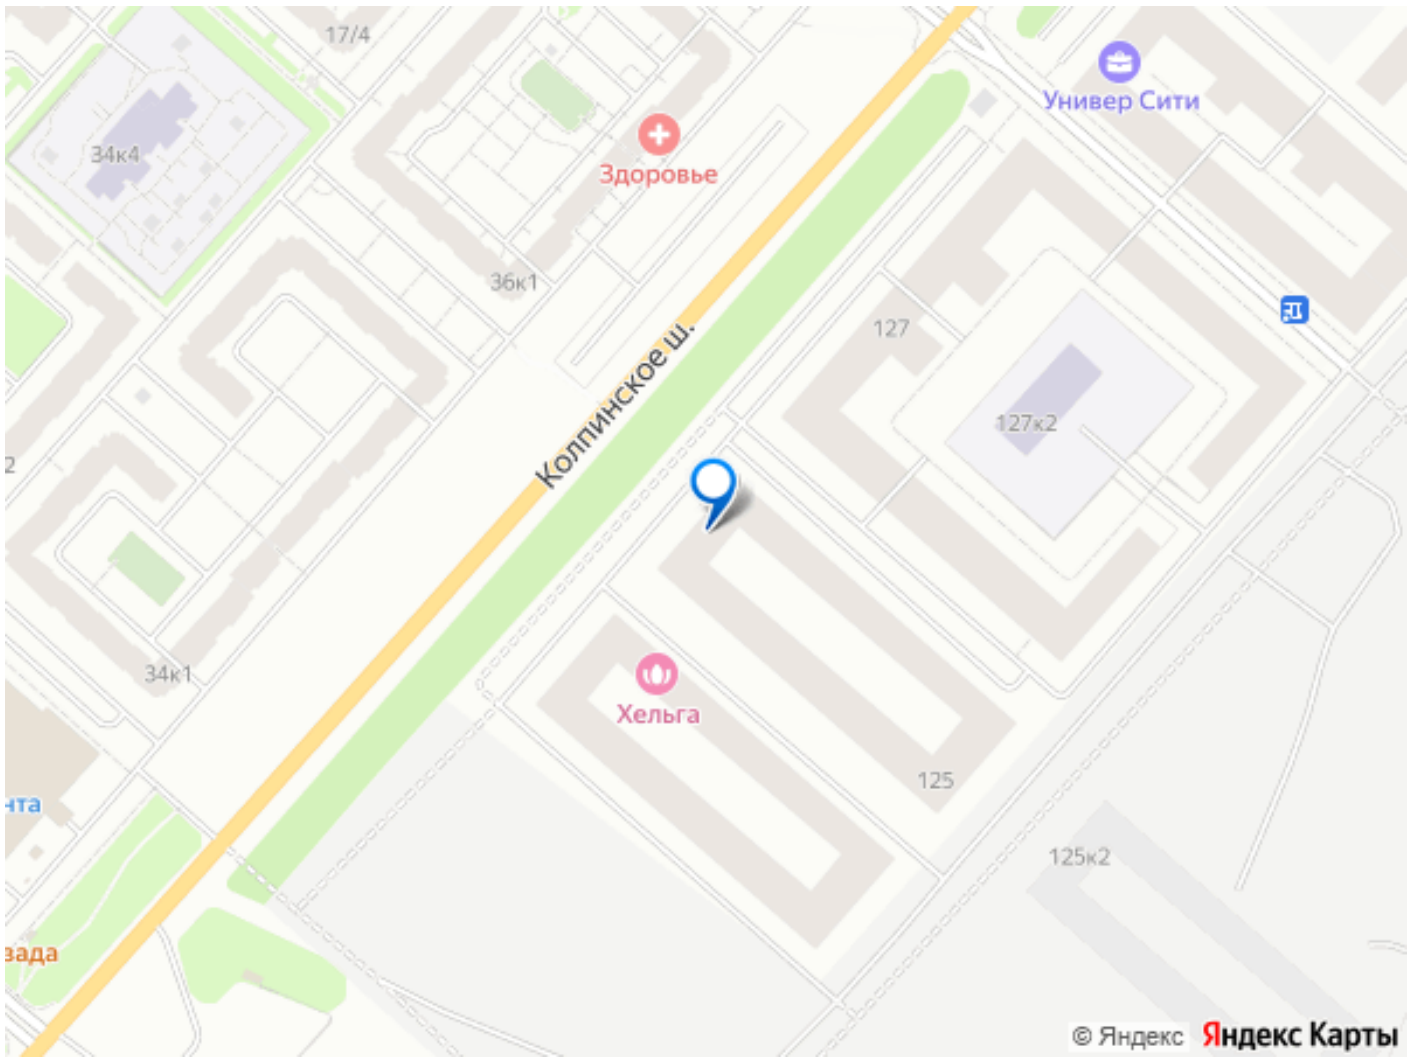 17/4
Универ Сити
34к4
Здоровье
36к1
127
Колпинское ш.
127к2
2
34к1
Хельга
125
нта
125к2
зада
© Яндекс Яндекс Карты